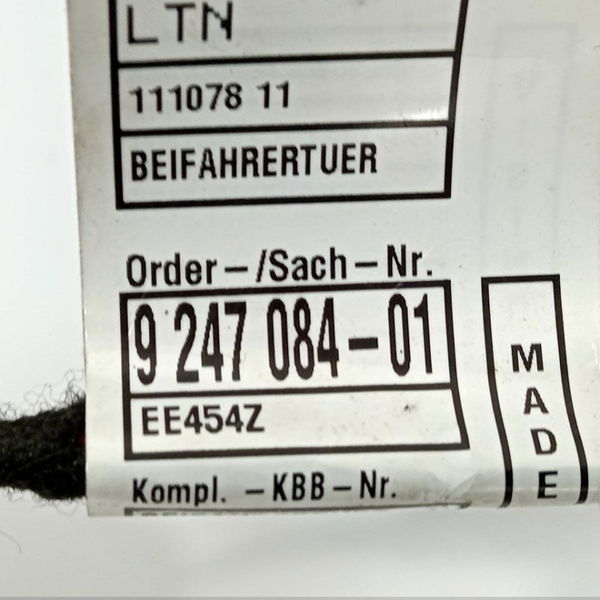 LTN
111078 11
BEIFAHRERTUER
Order-/Sach-Nr.
9 247 084-01
EE454Z
Kompl. -KBB-Nr.
MADE